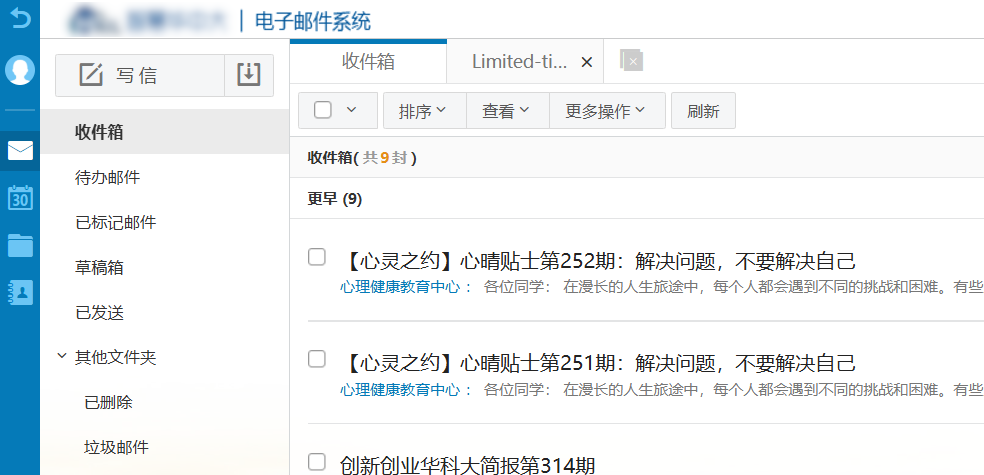 电子邮件系统
写信
收件箱
待办邮件
已标记邮件
草稿箱
已发送
其他文件夹
已删除
垃圾邮件
30
收件箱 Limited-ti...
排序 查看 更多操作 刷新
收件箱( 共 9 封 )
更早 (9)
【心灵之约】心晴贴士第252期：解决问题，不要解决自己
心理健康教育中心 ： 各位同学： 在漫长的人生旅途中，每个人都会遇到不同的挑战和困难。有些
【心灵之约】心晴贴士第251期：解决问题，不要解决自己
心理健康教育中心 ： 各位同学： 在漫长的人生旅途中，每个人都会遇到不同的挑战和困难。有些
创新创业华科大简报第314期